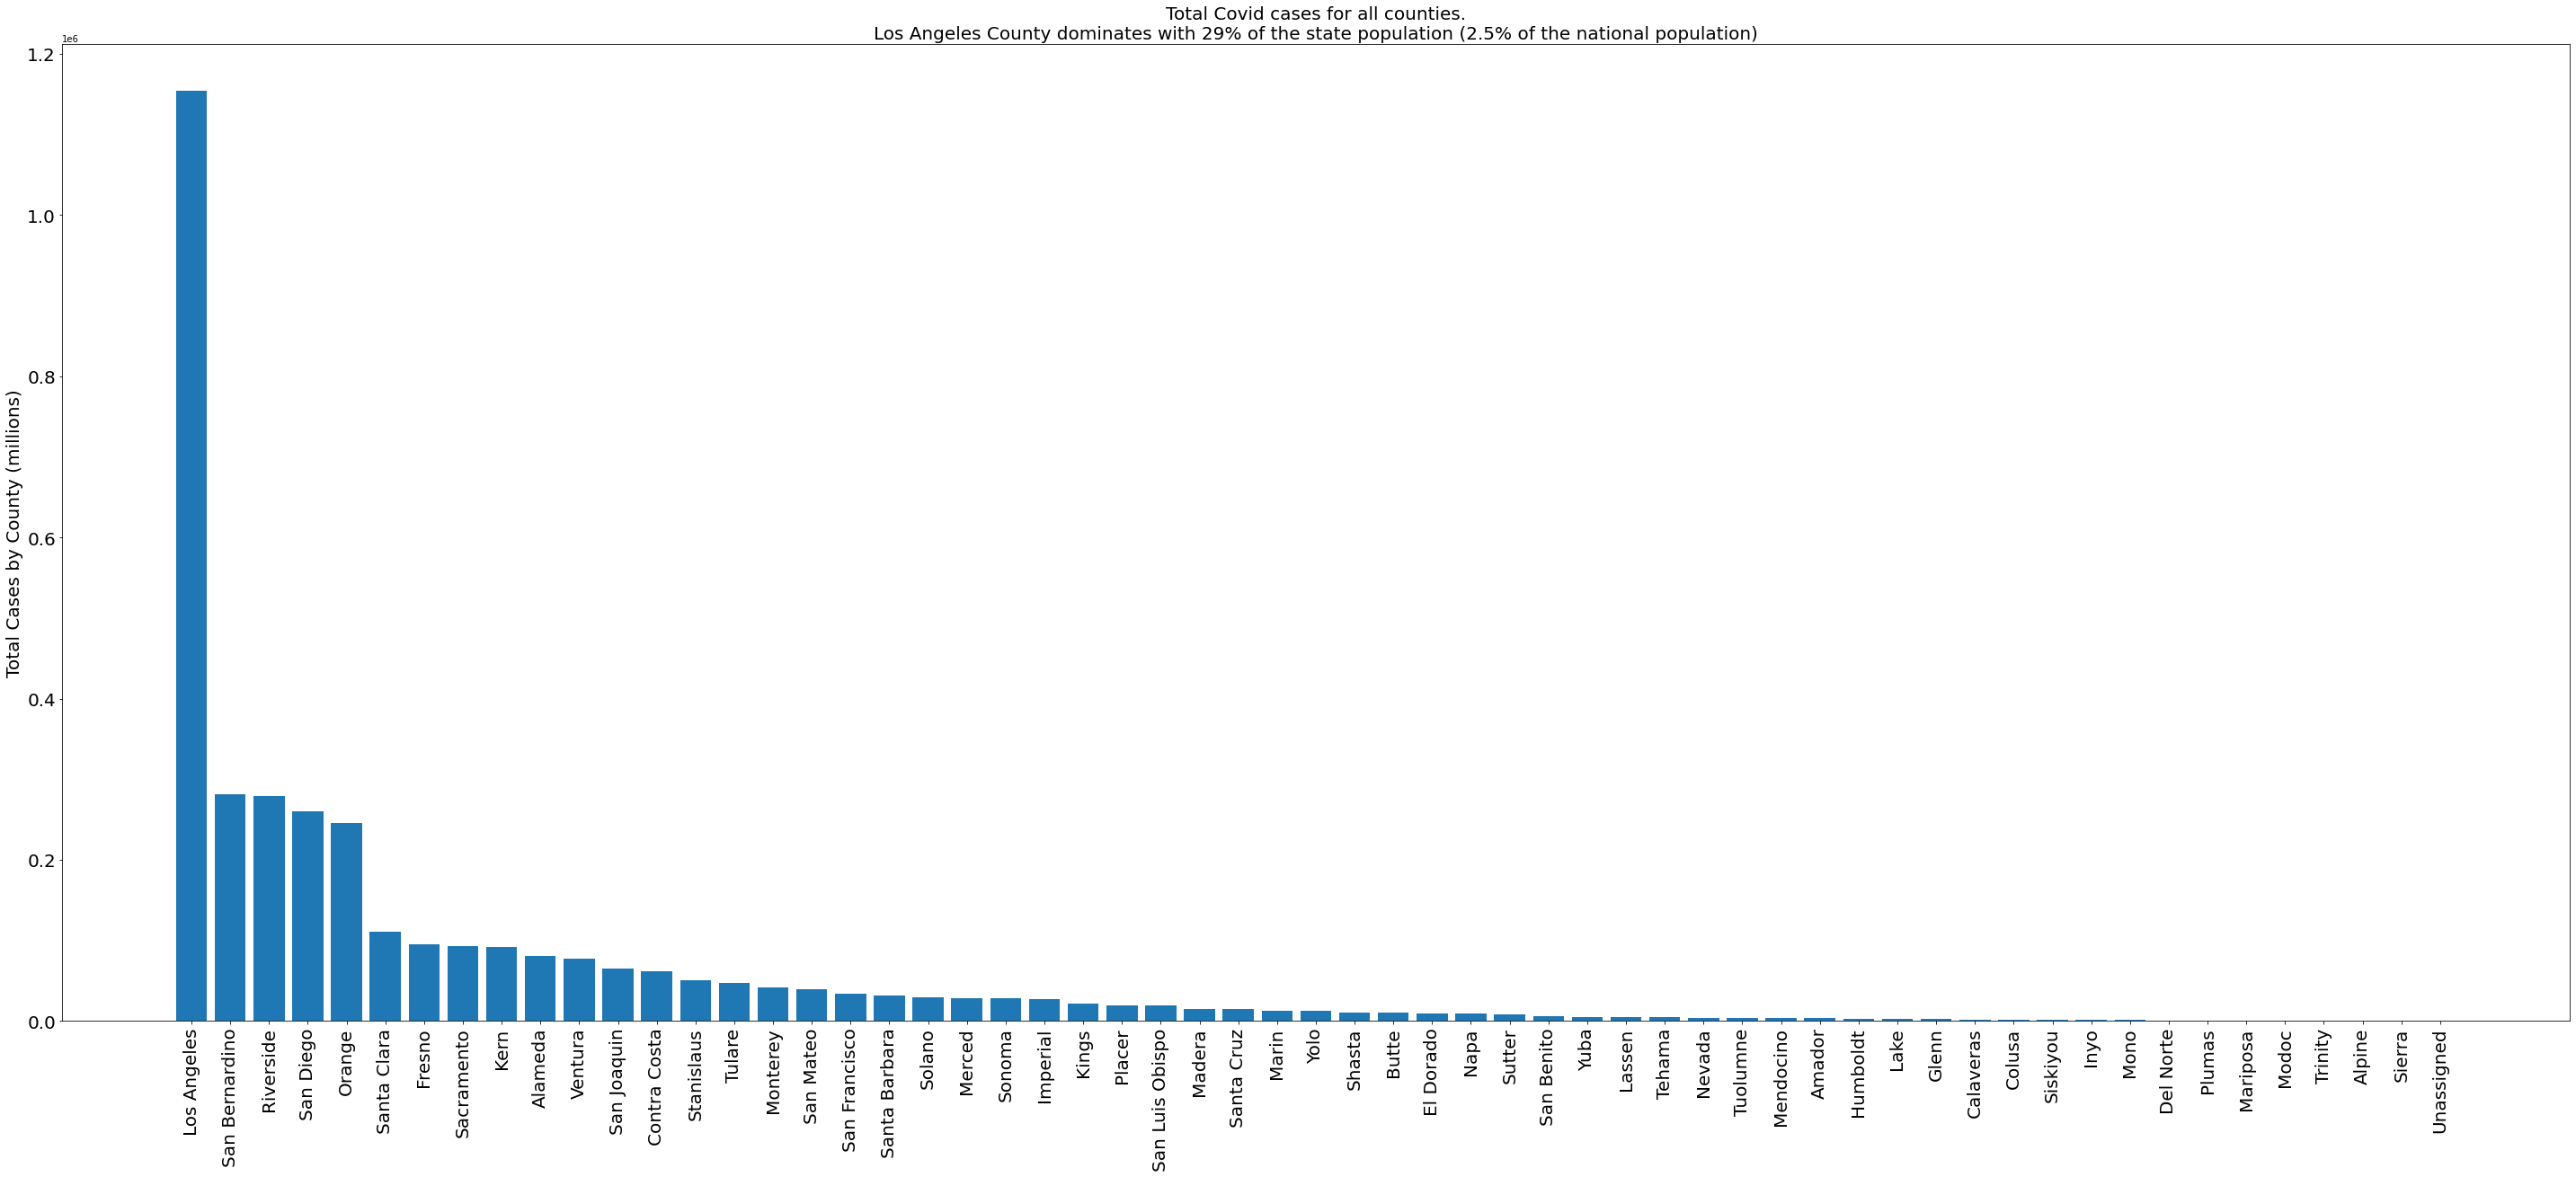 Total Covid cases for all counties.
Los Angeles County dominates with 29% of the state population (2.5% of the national population)
1e6
1.2
1.0
0.8
0.6
0.4
0.2
0.0
Total Cases by County (millions)
Los Angeles
San Bernardino
Riverside
San Diego
Orange
Santa Clara
Fresno
Sacramento
Kern
Alameda
Ventura
San Joaquin
Contra Costa
Stanislaus
Tulare
Monterey
San Mateo
San Francisco
Santa Barbara
Solano
Merced
Sonoma
Imperial
Kings
Placer
San Luis Obispo
Madera
Santa Cruz
Marin
Yolo
Shasta
Butte
El Dorado
Napa
Sutter
San Benito
Yuba
Lassen
Tehama
Nevada
Tuolumne
Mendocino
Amador
Humboldt
Lake
Glenn
Calaveras
Colusa
Siskiyou
Inyo
Mono
Del Norte
Plumas
Mariposa
Modoc
Trinity
Alpine
Sierra
Unassigned